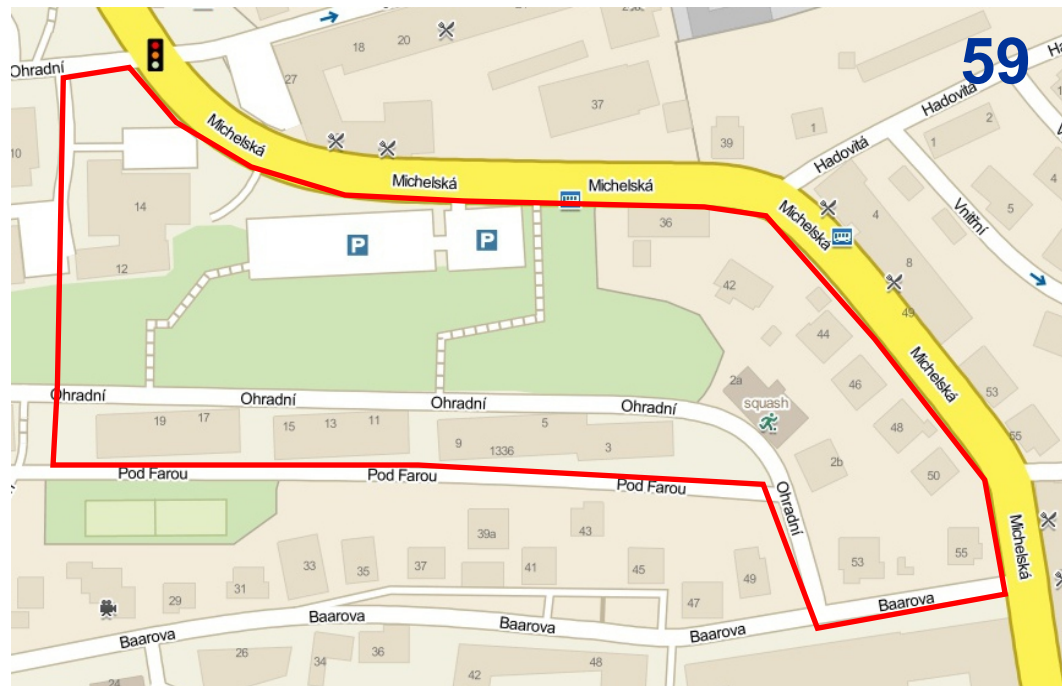 59
Ohradní
18
20
27
37
39
1
Hadovitá
Hadovitá
1
2
4
5
Vnitřní
10
14
12
Michelská
Michelská
Michelská
Michelská
P
P
36
4
8
49
42
44
46
48
50
Michelská
53
55
2a
squash
2b
Ohradní
Ohradní
Ohradní
Ohradní
19
17
15
13
11
9
1336
5
3
Pod Farou
Pod Farou
Pod Farou
Ohradní
39a
43
33
35
37
41
45
47
49
53
55
Michelská
29
31
Baarova
Baarova
Baarova
Baarova
Baarova
26
34
36
42
48
24